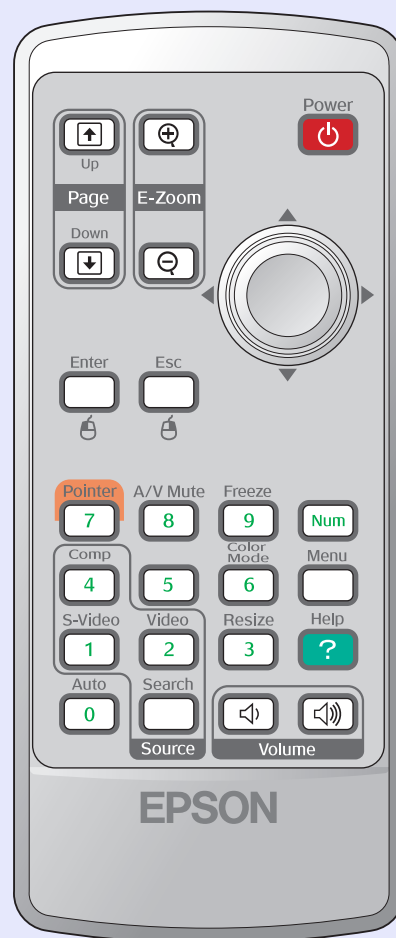 Power
Up
Page E-Zoom
Down
Enter Esc
Pointer A/V Mute Freeze
7 8 9 Num
Comp Color Mode Menu
4 5 6
S-Video Video Resize Help
1 2 3 ?
Auto Search
0
Source Volume
EPSON